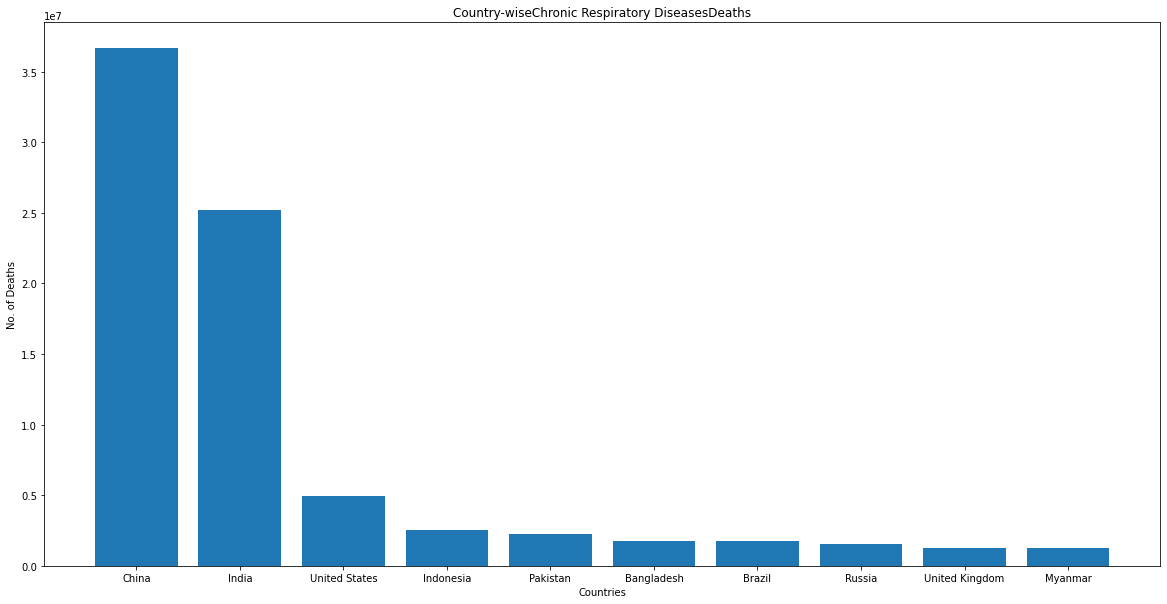 Country-wiseChronic Respiratory DiseasesDeaths
1e7
3.5
3.0
2.5
2.0
1.5
1.0
0.5
0.0
No. of Deaths
China India United States Indonesia Pakistan Bangladesh Brazil Russia United Kingdom Myanmar
Countries